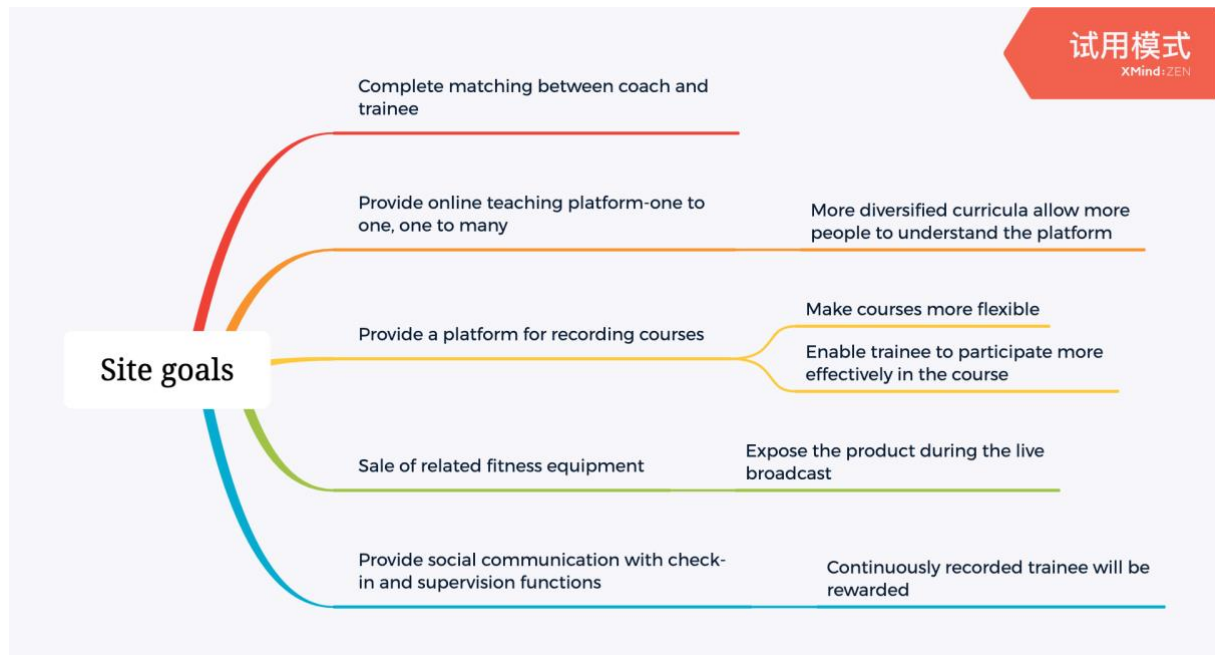 试用模式
XMind:ZEN
Complete matching between coach and
trainee
Provide online teaching platform-one to
one, one to many
More diversified curricula allow more
people to understand the platform
Provide a platform for recording courses
Make courses more flexible
Enable trainee to participate more
effectively in the course
Site goals
Sale of related fitness equipment
Expose the product during the live
broadcast
Provide social communication with check-
in and supervision functions
Continuously recorded trainee will be
rewarded